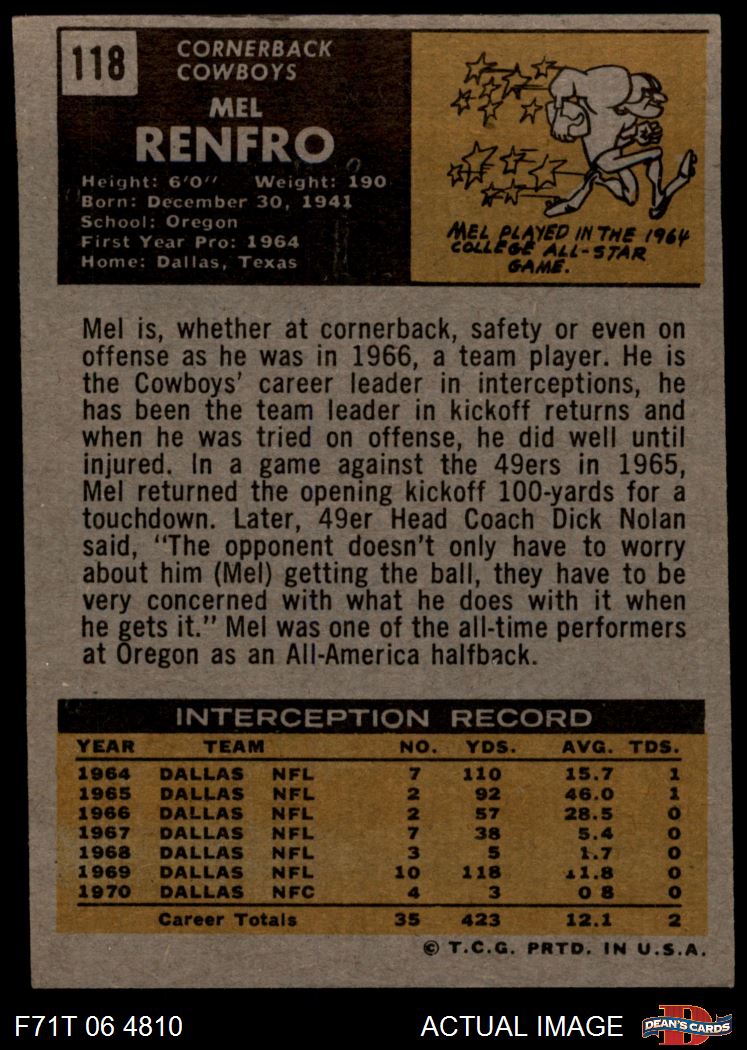 118
CORNERBACK
COWBOYS
MEL
RENFRO
Height: 6'0" Weight: 190
Born: December 30, 1941
School: Oregon
First Year Pro: 1964
Home: Dallas, Texas
MEL PLAYED IN THE 1964
COLLEGE ALL-STAR
GAME.
Mel is, whether at cornerback, safety or even on
offense as he was in 1966, a team player. He is
the Cowboys' career leader in interceptions, he
has been the team leader in kickoff returns and
when he was tried on offense, he did well until
injured. In a game against the 49ers in 1965,
Mel returned the opening kickoff 100-yards for a
touchdown. Later, 49er Head Coach Dick Nolan
said, "The opponent doesn't only have to worry
about him (Mel) getting the ball, they have to be
very concerned with what he does with it when
he gets it." Mel was one of the all-time performers
at Oregon as an All-America halfback.
INTERCEPTION RECORD
YEAR TEAM NO. YDS. AVG. TDS.
1964 DALLAS NFL 7 110 15.7 1
1965 DALLAS NFL 2 92 46.0 1
1966 DALLAS NFL 2 57 28.5 0
1967 DALLAS NFL 7 38 5.4 0
1968 DALLAS NFL 3 5 1.7 0
1969 DALLAS NFL 10 118 11.8 0
1970 DALLAS NFC 4 3 0 8 0
Career Totals 35 423 12.1 2
© T.C.G. PRTD. IN U.S.A.
F71T 06 4810 ACTUAL IMAGE D DEAN'S CARDS